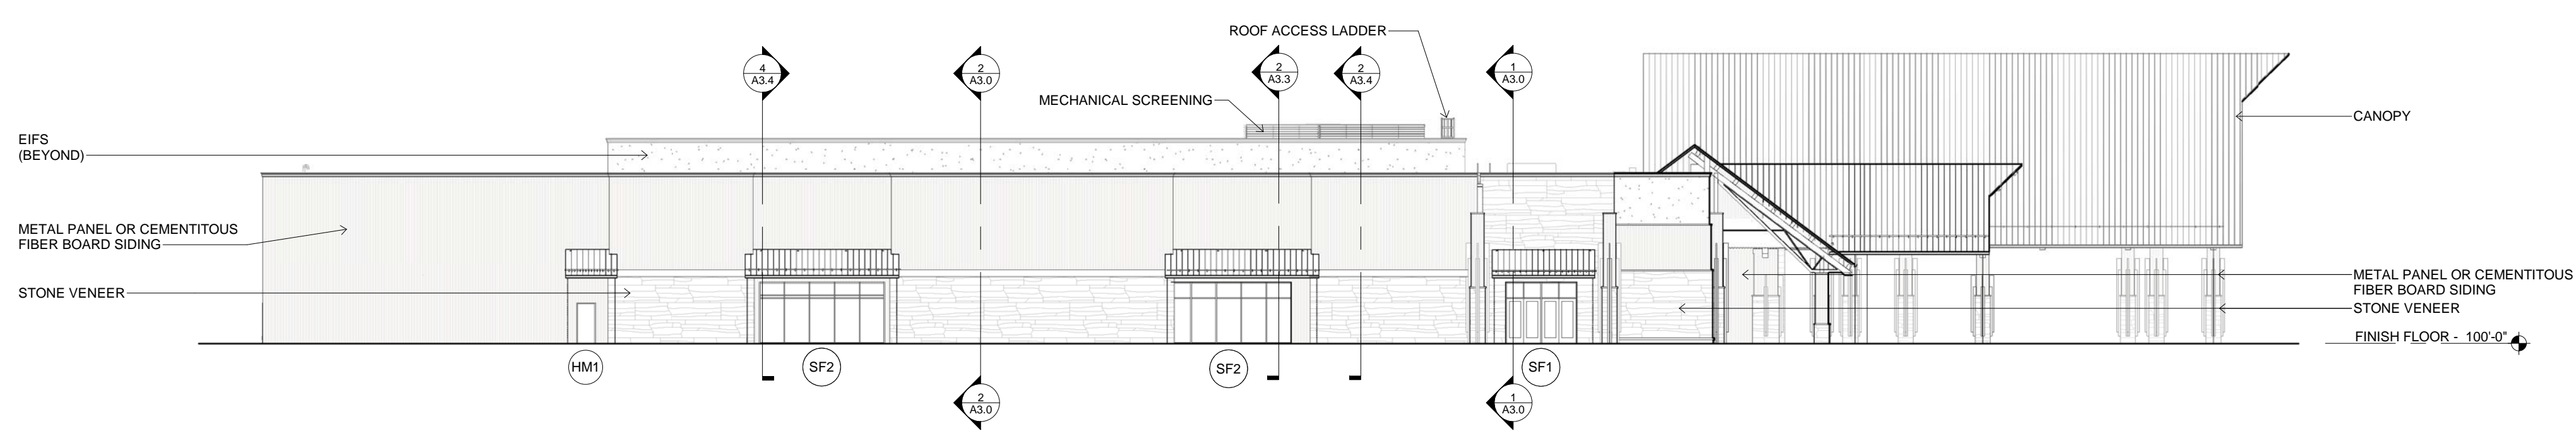 ROOF ACCESS LADDER
4
A3.4
2
A3.0
2
A3.3
2
A3.4
1
A3.0
MECHANICAL SCREENING
CANOPY
EIFS
(BEYOND)
METAL PANEL OR CEMENTITOUS
FIBER BOARD SIDING
STONE VENEER
METAL PANEL OR CEMENTITOUS
FIBER BOARD SIDING
STONE VENEER
FINISH FLOOR - 100'-0"
HM1
SF2
SF2
SF1
2
A3.0
1
A3.0